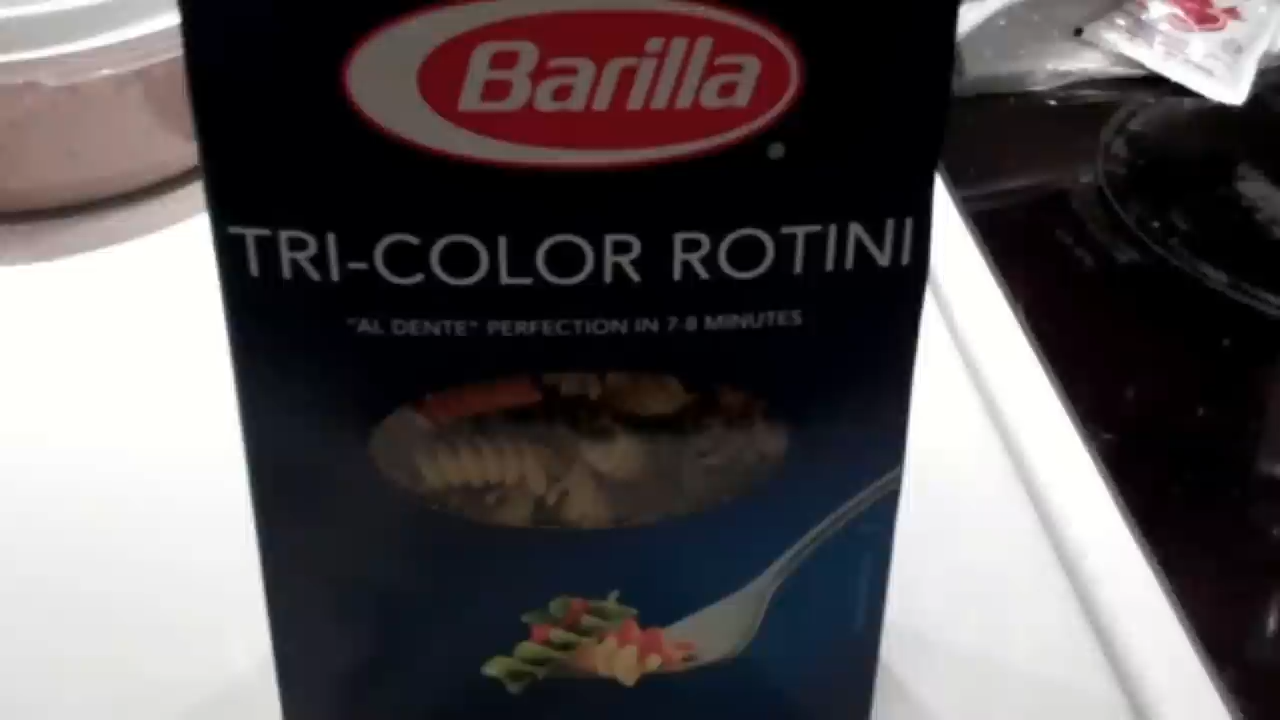 Barilla
TRI-COLOR ROTINI
"AL DENTE" PERFECTION IN 7-8 MINUTES